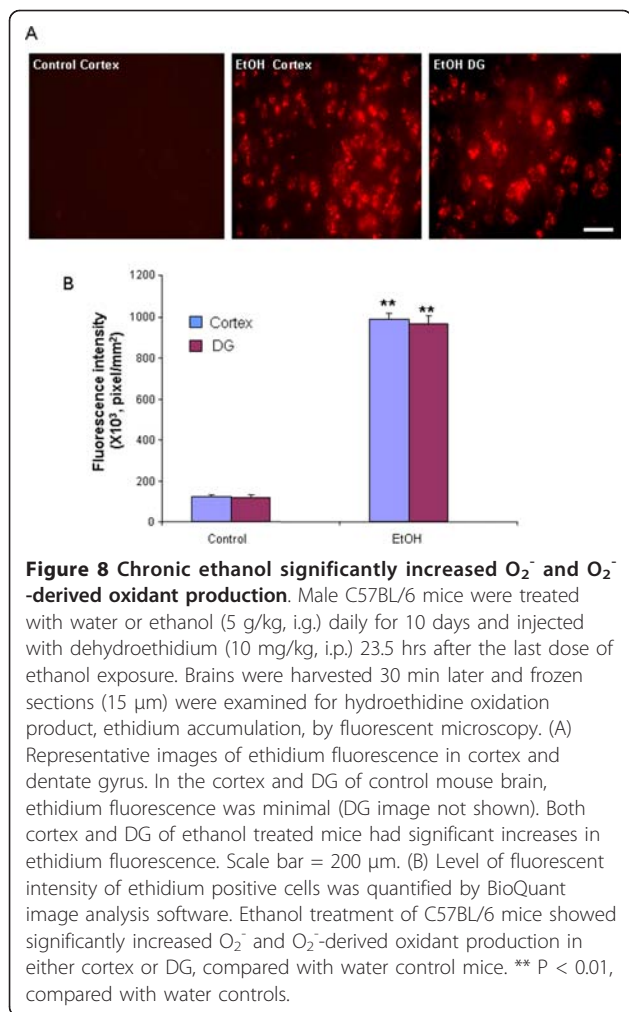 A
Control Cortex
EtOH Cortex
EtOH DG
B
Fluorescence intensity
(X10³, pixel/mm²)
1200
1000
800
600
400
200
0
Cortex
DG
**
**
Control
EtOH
Figure 8 Chronic ethanol significantly increased O₂⁻ and O₂⁻
-derived oxidant production. Male C57BL/6 mice were treated
with water or ethanol (5 g/kg, i.g.) daily for 10 days and injected
with dehydroethidium (10 mg/kg, i.p.) 23.5 hrs after the last dose of
ethanol exposure. Brains were harvested 30 min later and frozen
sections (15 μm) were examined for hydroethidine oxidation
product, ethidium accumulation, by fluorescent microscopy. (A)
Representative images of ethidium fluorescence in cortex and
dentate gyrus. In the cortex and DG of control mouse brain,
ethidium fluorescence was minimal (DG image not shown). Both
cortex and DG of ethanol treated mice had significant increases in
ethidium fluorescence. Scale bar = 200 μm. (B) Level of fluorescent
intensity of ethidium positive cells was quantified by BioQuant
image analysis software. Ethanol treatment of C57BL/6 mice showed
significantly increased O₂⁻ and O₂⁻-derived oxidant production in
either cortex or DG, compared with water control mice. ** P < 0.01,
compared with water controls.